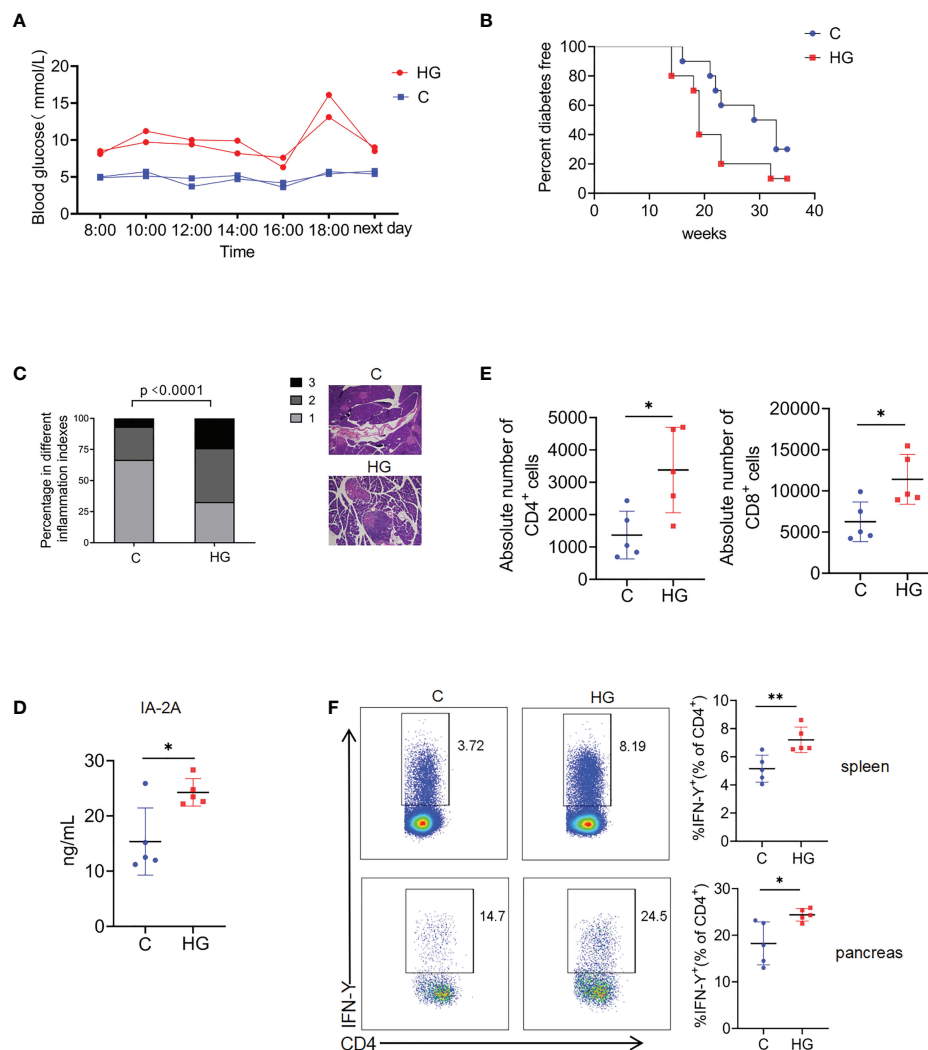 A
Blood glucose ( mmol/L)
20
15
10
5
0
8:00 10:00 12:00 14:00 16:00 18:00 next day
Time
HG
C
B
Percent diabetes free
100
80
60
40
20
0
0 10 20 30 40
weeks
C
HG
C
p <0.0001
Percentage in different
inflammation indexes
100
75
50
25
0
C HG
3
2
1
C
HG
E
Absolute number of
CD4+ cells
5000
4000
3000
2000
1000
0
*
C HG
Absolute number of
CD8+ cells
20000
15000
10000
5000
0
*
C HG
D
IA-2A
ng/mL
30
20
10
0
*
C HG
F
C HG
3.72
8.19
14.7
24.5
IFN-Y
CD4
%IFN-Y+(% of CD4+)
10
8
6
4
2
0
**
C HG
spleen
%IFN-Y+(% of CD4+)
30
20
10
0
*
C HG
pancreas